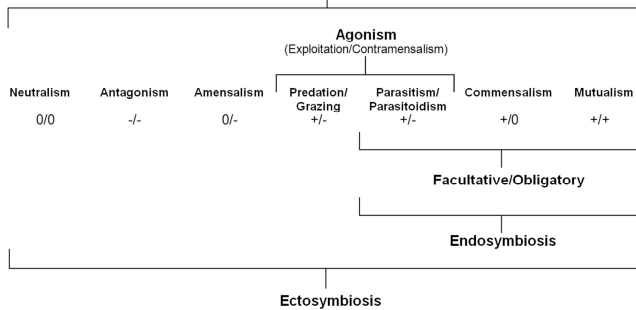 Agonism
(Exploitation/Contramensalism)
Neutralism Antagonism Amensalism Predation/ Parasitism/ Commensalism Mutualism
Grazing Parasitoidism
0/0 -/- 0/- +/- +/- +/0 +/+
Facultative/Obligatory
Endosymbiosis
Ectosymbiosis